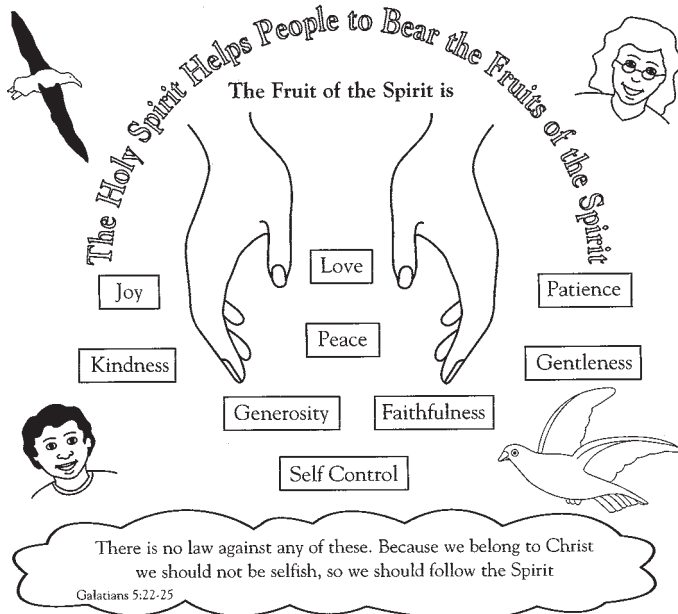 The Holy Spirit Helps People to Bear the Fruits of the Spirit
The Fruit of the Spirit is
Love
Joy
Patience
Peace
Kindness
Gentleness
Generosity
Faithfulness
Self Control
There is no law against any of these. Because we belong to Christ
we should not be selfish, so we should follow the Spirit
Galatians 5:22-25